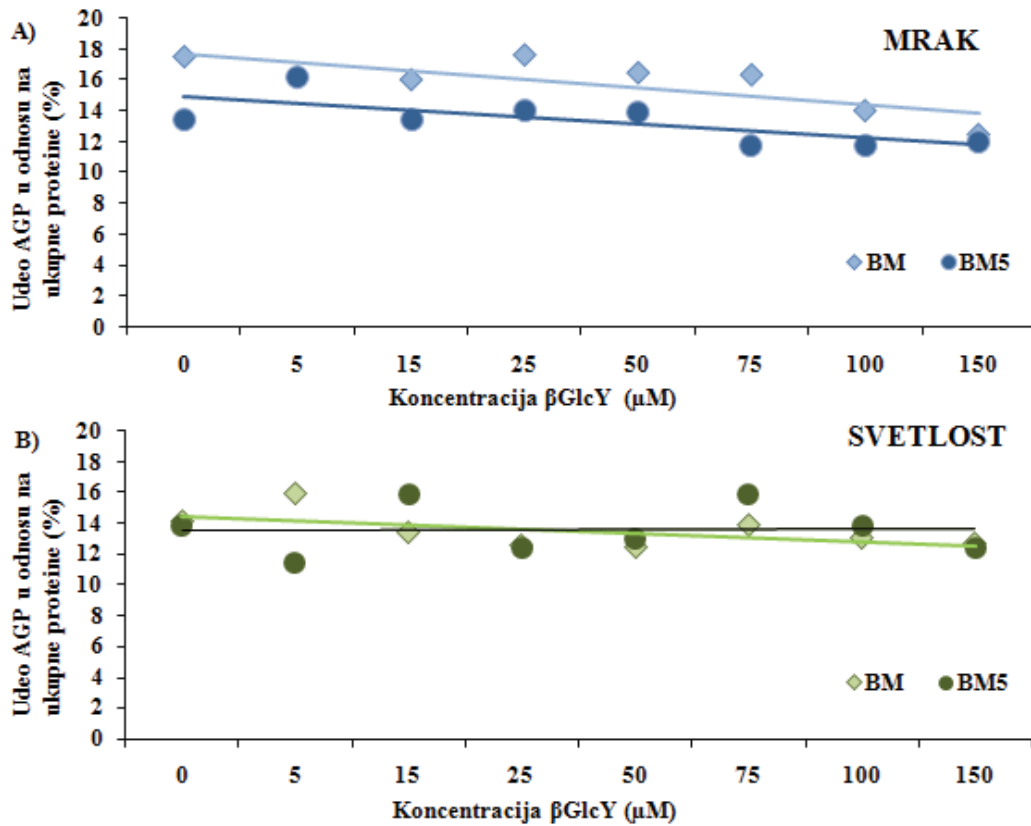 A)
MRAK
Udeo AGP u odnosu na
ukupne proteine (%)
20
18
16
14
12
10
8
6
4
2
0
BM BM5
0 5 15 25 50 75 100 150
Koncentracija βGlcY (µM)
B)
SVETLOST
Udeo AGP u odnosu na
ukupne proteine (%)
20
18
16
14
12
10
8
6
4
2
0
BM BM5
0 5 15 25 50 75 100 150
Koncentracija βGlcY (µM)